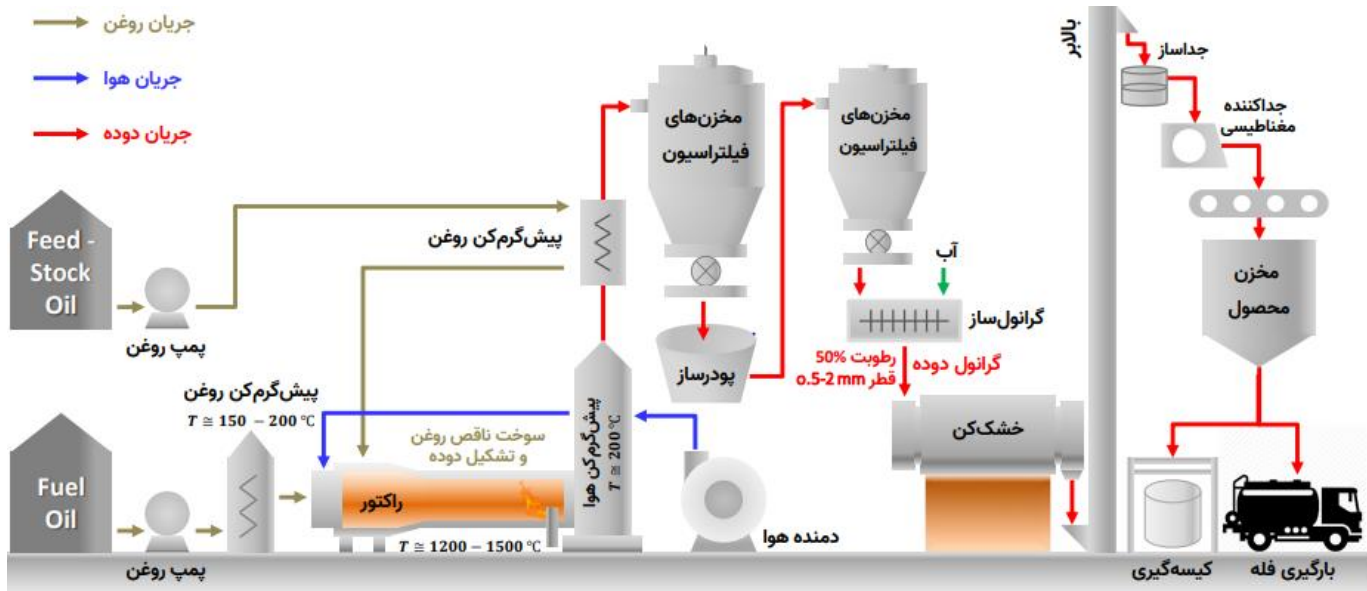 جریان روغن
جریان هوا
جریان دوده
Feed -
Stock
Oil
پمپ روغن
Fuel
Oil
پمپ روغن
پیش‌گرم‌کن روغن
T ≅ 150 − 200 °C
پیش‌گرم‌کن روغن
سوخت ناقص روغن
و تشکیل دوده
راکتور
T ≅ 1200 − 1500 °C
پیش‌گرم‌کن هوا
T ≅ 200 °C
دمنده هوا
مخزن‌های
فیلتراسیون
پودرساز
مخزن‌های
فیلتراسیون
آب
گرانول‌ساز
گرانول دوده
رطوبت 50%
قطر 0.5-2 mm
خشک‌کن
بالابر
جداساز
جداکننده
مغناطیسی
مخزن
محصول
کیسه‌گیری
بارگیری فله